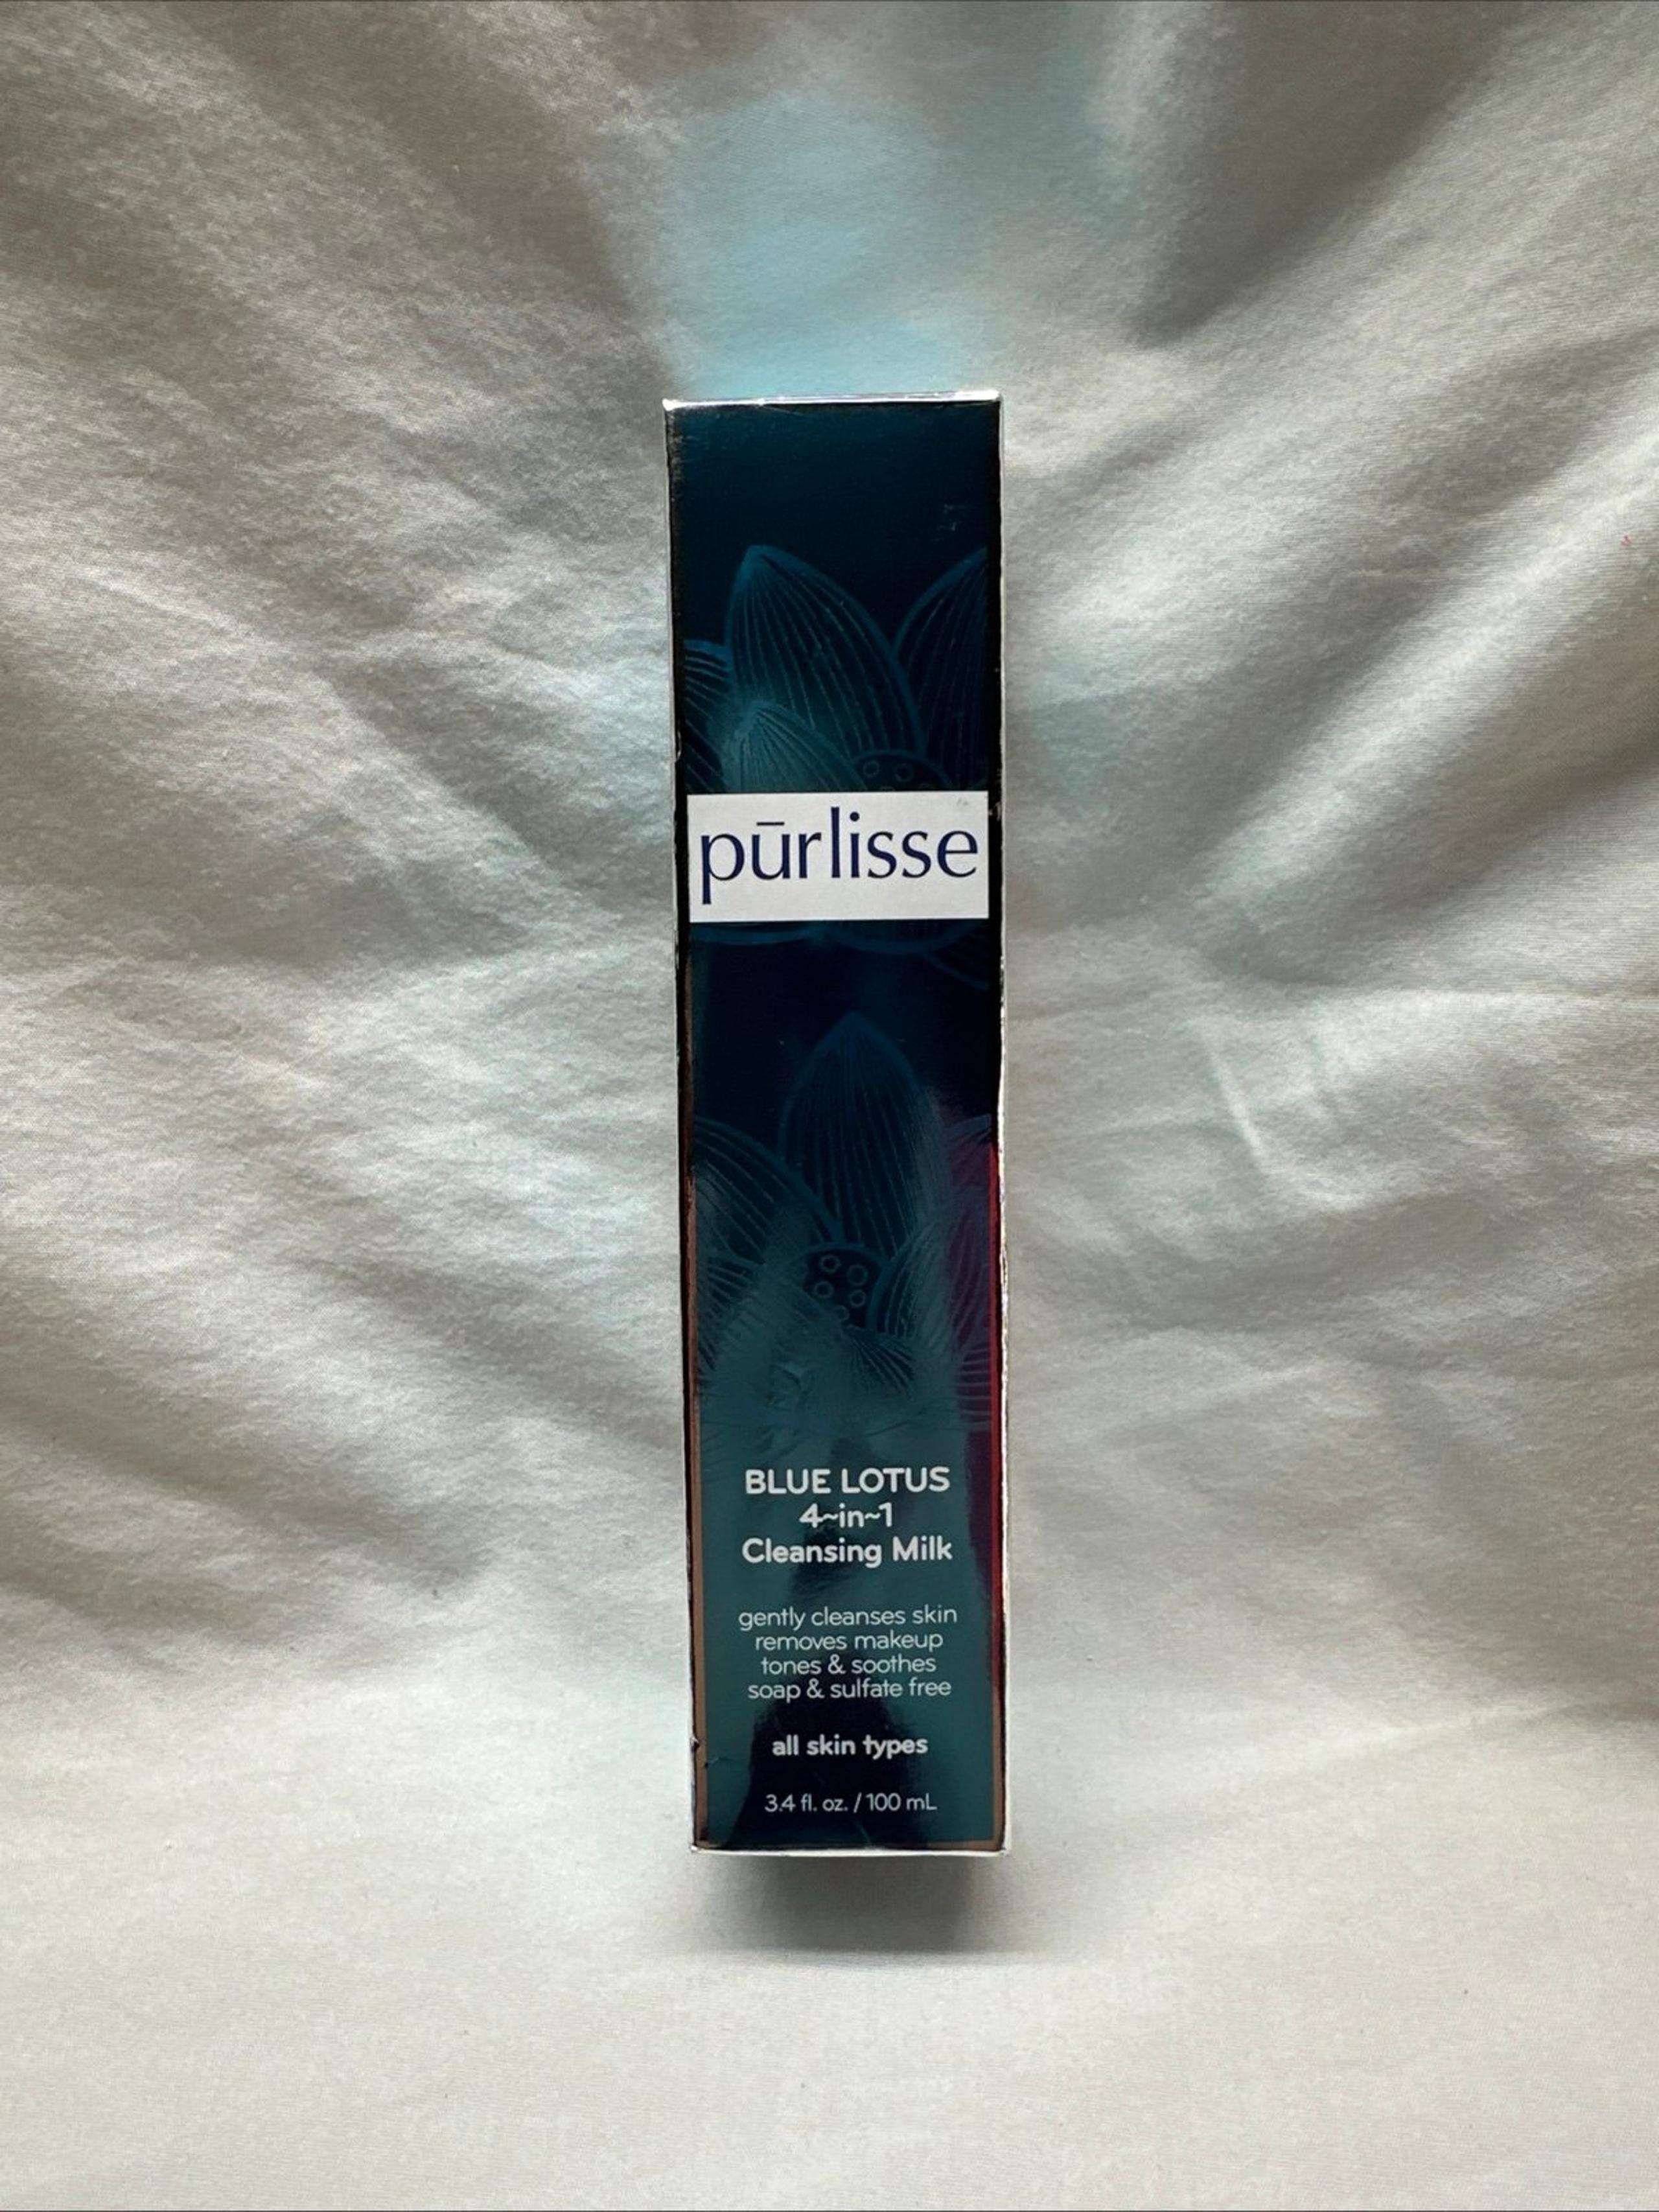 pūrlisse
BLUE LOTUS
4~in~1
Cleansing Milk
gently cleanses skin
removes makeup
tones & soothes
soap & sulfate free
all skin types
3.4 fl. oz. / 100 mL